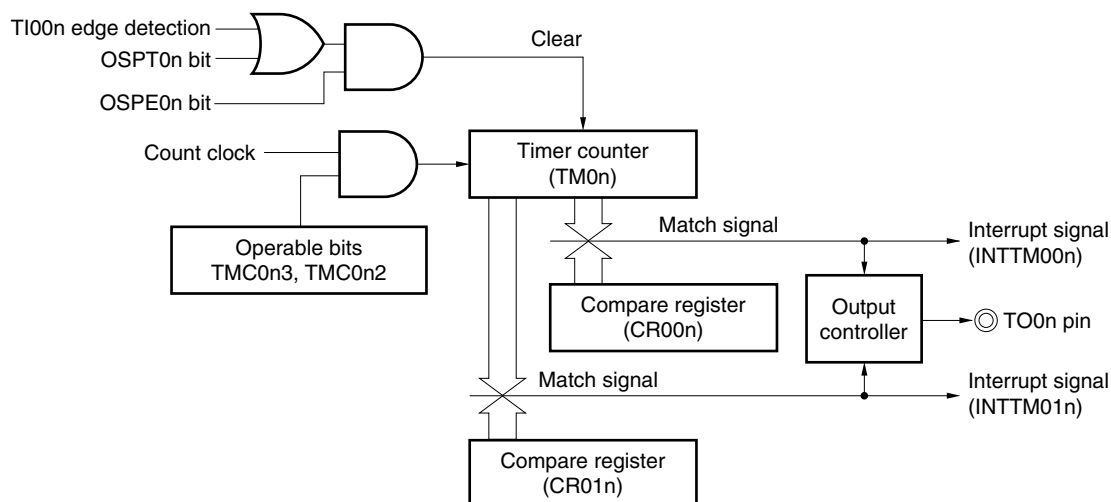 TI00n edge detection
OSPT0n bit
OSPE0n bit
Clear
Count clock
Timer counter
(TM0n)
Operable bits
TMC0n3, TMC0n2
Match signal
Interrupt signal
(INTTM00n)
Compare register
(CR00n)
Output
controller
TO0n pin
Match signal
Interrupt signal
(INTTM01n)
Compare register
(CR01n)